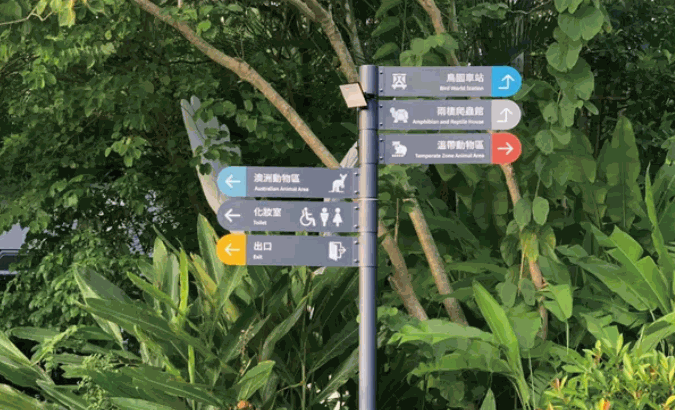 鳥園車站
Bird World Station
兩棲爬蟲館
Amphibian and Reptile House
溫帶動物區
Temperate Zone Animal Area
澳洲動物區
Australian Animal Area
化妝室
Toilet
出口
Exit